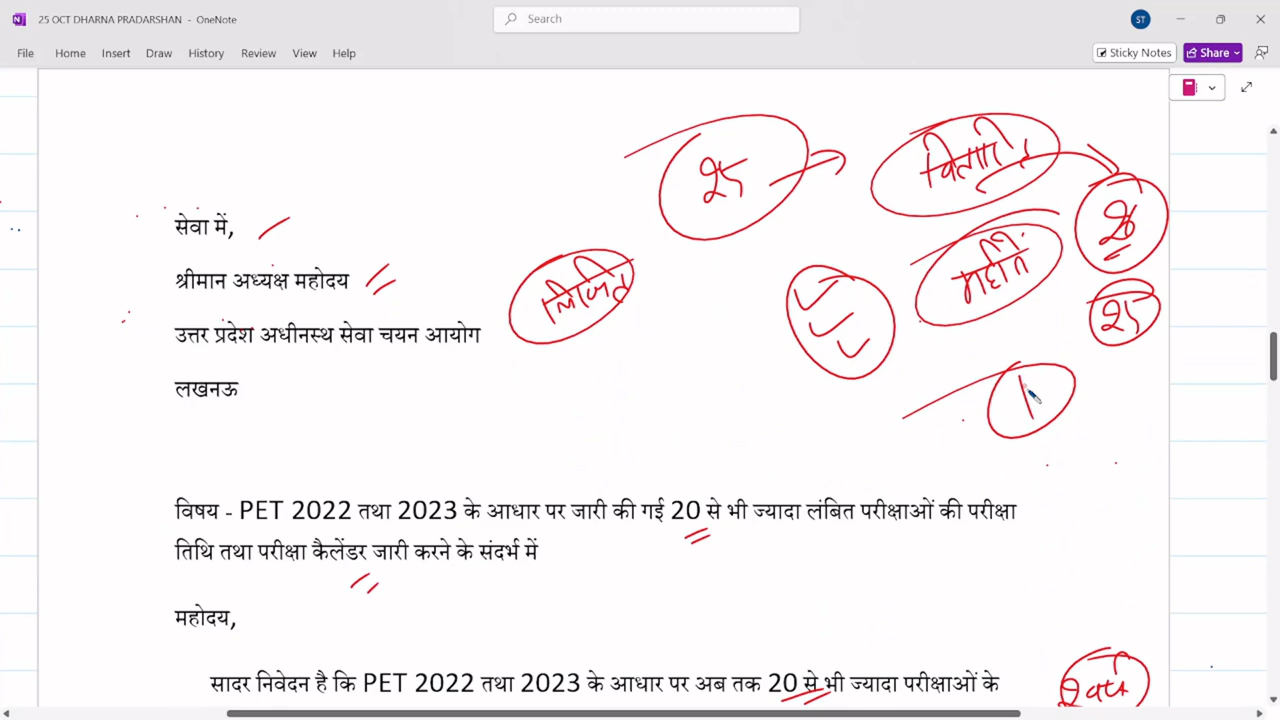 25 OCT DHARNA PRADARSHAN - OneNote
Search
ST
File Home Insert Draw History Review View Help
Sticky Notes Share
२५
सेवा में,
श्रीमान अध्यक्ष महोदय
लिखित
२५
उत्तर प्रदेश अधीनस्थ सेवा चयन आयोग
लखनऊ
विषय - PET 2022 तथा 2023 के आधार पर जारी की गई 20 से भी ज्यादा लंबित परीक्षाओं की परीक्षा
तिथि तथा परीक्षा कैलेंडर जारी करने के संदर्भ में
महोदय,
सादर निवेदन है कि PET 2022 तथा 2023 के आधार पर अब तक 20 से भी ज्यादा परीक्षाओं के